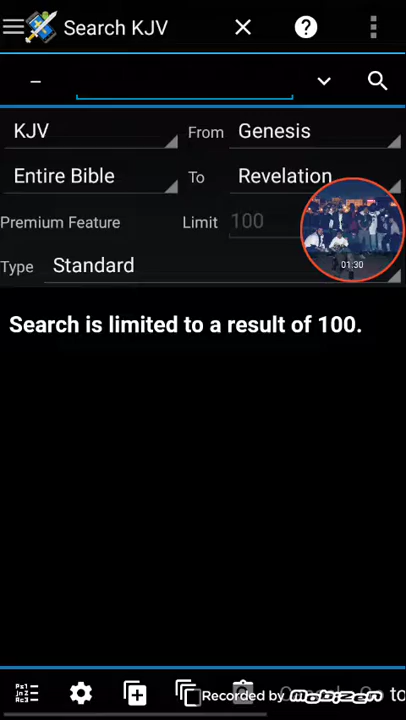 Search KJV
KJV From Genesis
Entire Bible To Revelation
Premium Feature Limit 100
01:30
Type Standard
Search is limited to a result of 100.
Recorded by MOBIZEN
to